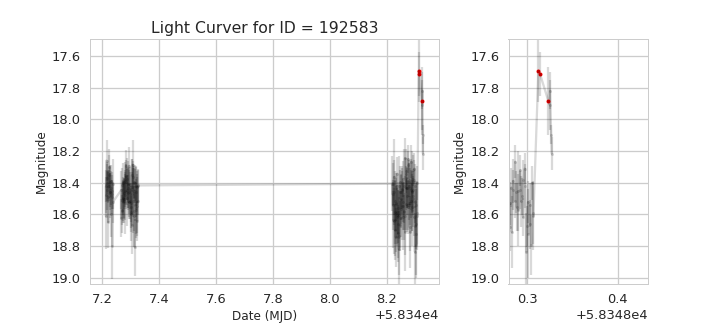 Light Curver for ID = 192583
Magnitude
17.6
17.8
18.0
18.2
18.4
18.6
18.8
19.0
7.2 7.4 7.6 7.8 8.0 8.2
Date (MJD)
+5.834e4
Magnitude
17.6
17.8
18.0
18.2
18.4
18.6
18.8
19.0
0.3 0.4
+5.8348e4